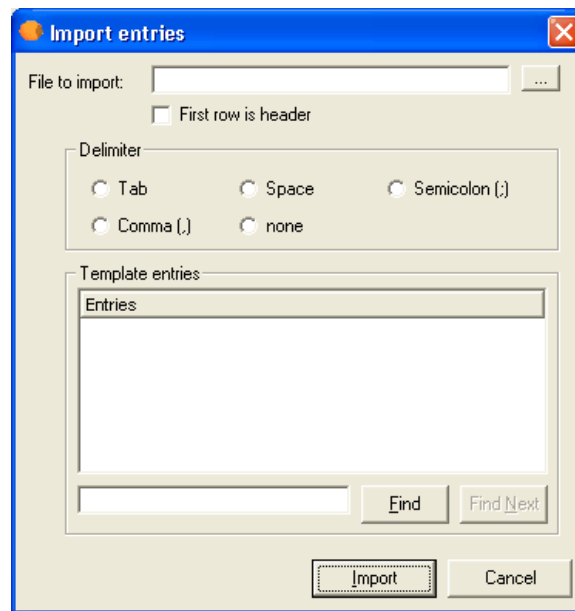 Import entries
File to import:
...
First row is header
Delimiter
Tab
Space
Semicolon (;)
Comma (,)
none
Template entries
Entries
Find
Find Next
Import
Cancel